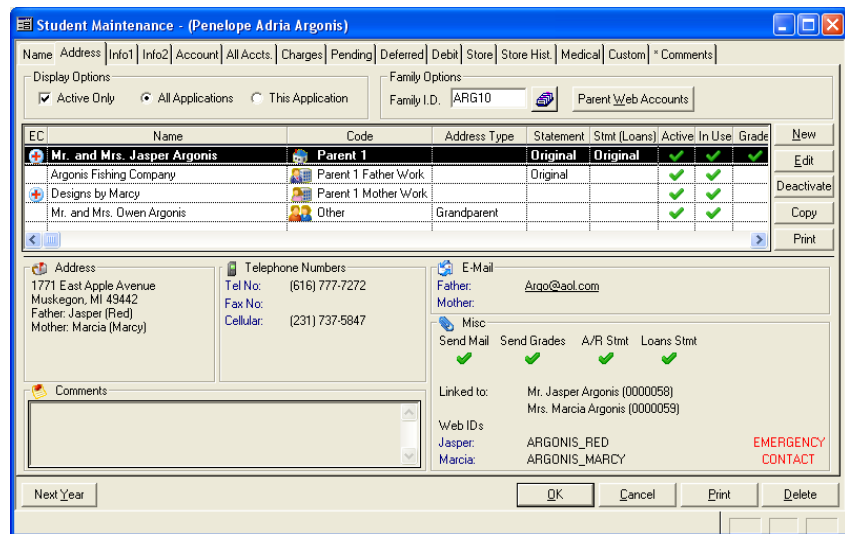 Student Maintenance - (Penelope Adria Argonis)
Name Address Info1 Info2 Account All Accts. Charges Pending Deferred Debit Store Store Hist. Medical Custom * Comments
Display Options
Active Only All Applications This Application
Family Options
Family I.D. ARG10 Parent Web Accounts
EC Name Code Address Type Statement Stmt (Loans) Active In Use Grade
Mr. and Mrs. Jasper Argonis Parent 1 Original Original
Argonis Fishing Company Parent 1 Father Work Original
Designs by Marcy Parent 1 Mother Work
Mr. and Mrs. Owen Argonis Other Grandparent
New
Edit
Deactivate
Copy
Print
Address
1771 East Apple Avenue
Muskegon, MI 49442
Father: Jasper (Red)
Mother: Marcia (Marcy)
Telephone Numbers
Tel No: (616) 777-7272
Fax No:
Cellular: (231) 737-5847
E-Mail
Father: Argo@aol.com
Mother:
Misc
Send Mail Send Grades A/R Stmt Loans Stmt
Linked to: Mr. Jasper Argonis (0000058)
Mrs. Marcia Argonis (0000059)
Web IDs
Jasper: ARGONIS_RED
Marcia: ARGONIS_MARCY
EMERGENCY
CONTACT
Comments
Next Year OK Cancel Print Delete